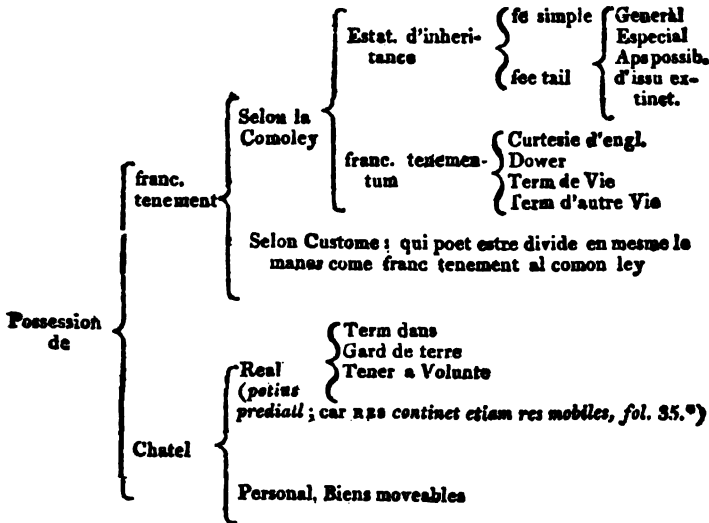 fe simple
General
Especial
Aps possib.
d'issu ex-
tinct.
Estat. d'inheri-
tance
fee tail
Selon la
Comoley
franc. tenemen-
tum
Curtesie d'engl.
Dower
Term de Vie
Term d'autre Vie
franc.
tenement
Selon Custome; qui poet estre divide en mesme le
maner come franc tenement al comon ley
Possession
de
Term dans
Gard de terre
Tener a Volunte
Real
(potius
prediall; car RES continet etiam res mobiles, fol. 35.*)
Chatel
Personal, Biens moveables